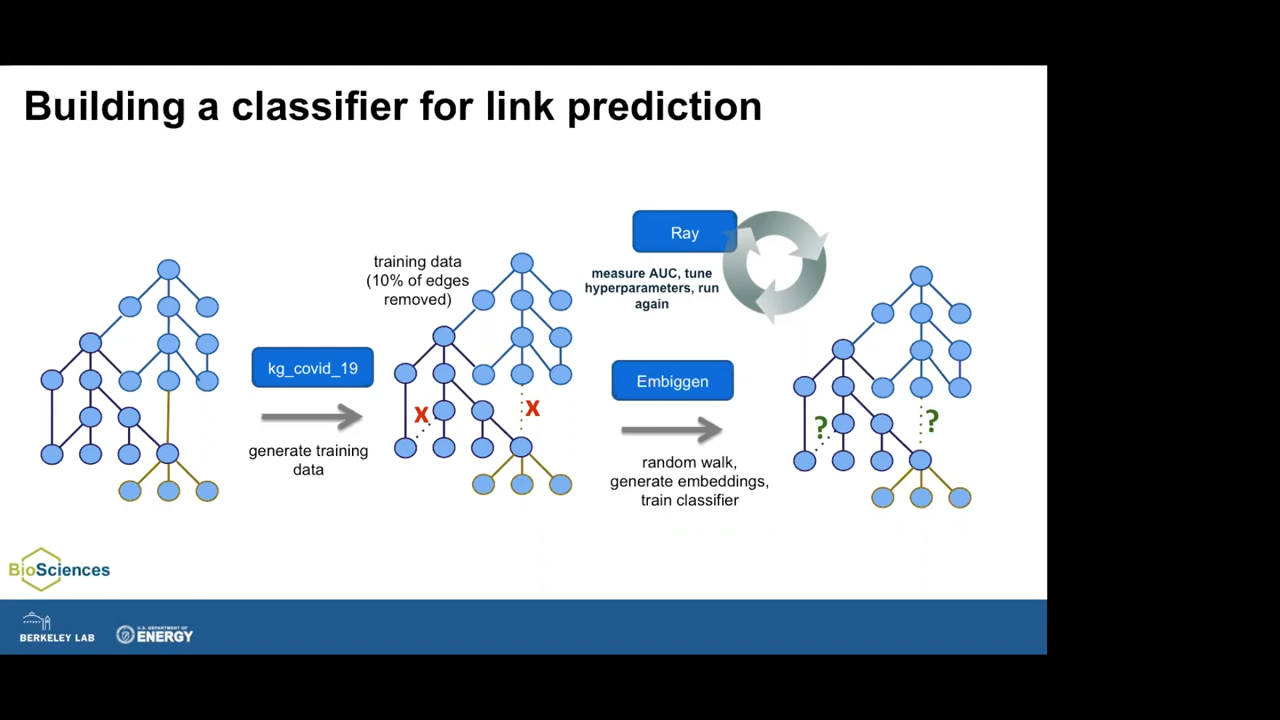 Building a classifier for link prediction
Ray
training data
(10% of edges
removed)
measure AUC, tune
hyperparameters, run
again
kg_covid_19
Embiggen
X
X
?
?
generate training
data
random walk,
generate embeddings,
train classifier
BioSciences
BERKELEY LAB
U.S. DEPARTMENT OF
ENERGY